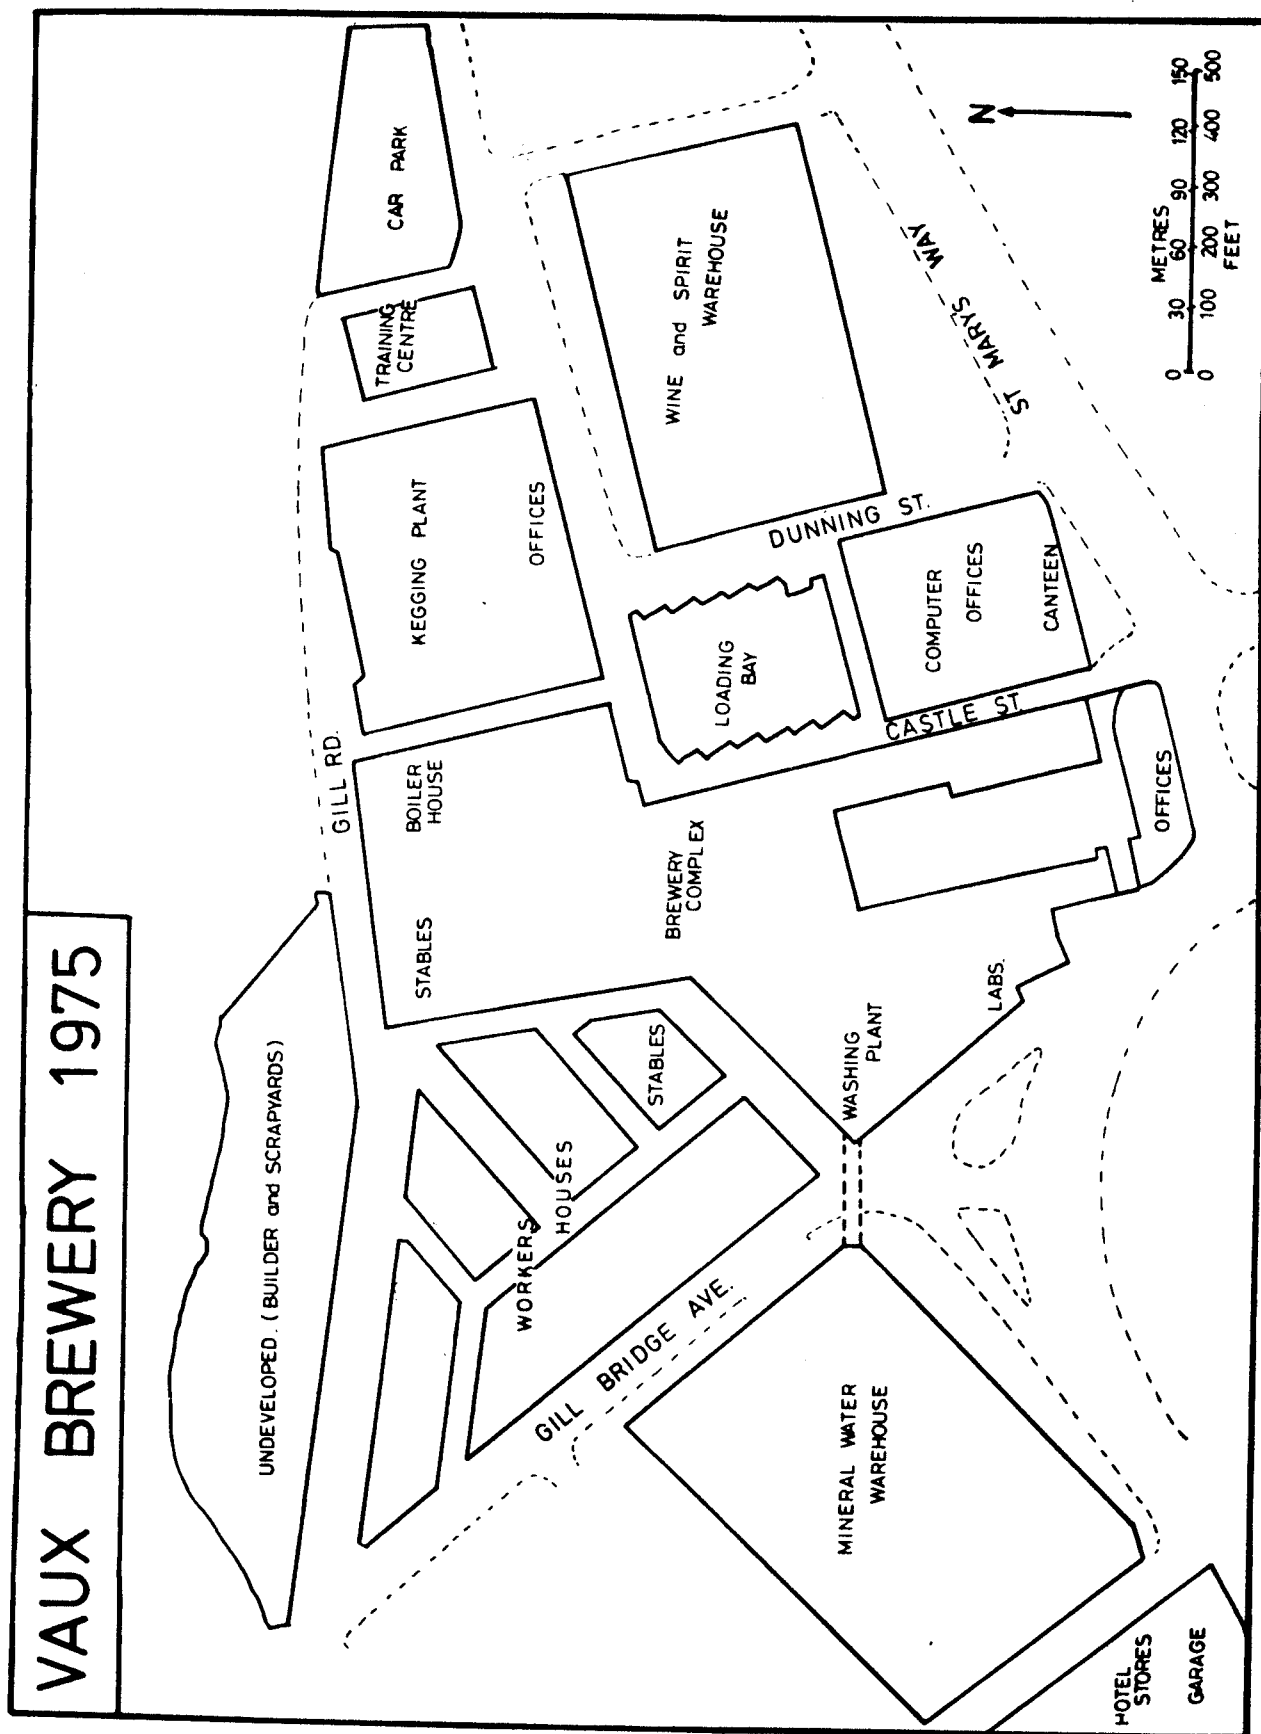 VAUX BREWERY 1975
UNDEVELOPED. (BUILDER and SCRAPYARDS)
GILL RD.
CAR PARK
TRAINING
CENTRE
KEGGING PLANT
OFFICES
BOILER
HOUSE
STABLES
WORKERS
HOUSES
STABLES
GILL BRIDGE AVE.
BREWERY
COMPLEX
LOADING
BAY
WINE and SPIRIT
WAREHOUSE
DUNNING ST.
COMPUTER
OFFICES
CANTEEN
CASTLE ST.
ST MARY'S WAY
WASHING
PLANT
LABS.
OFFICES
MINERAL WATER
WAREHOUSE
HOTEL
STORES
GARAGE
N
METRES
0 30 60 90 120 150
0 100 200 300 400 500
FEET